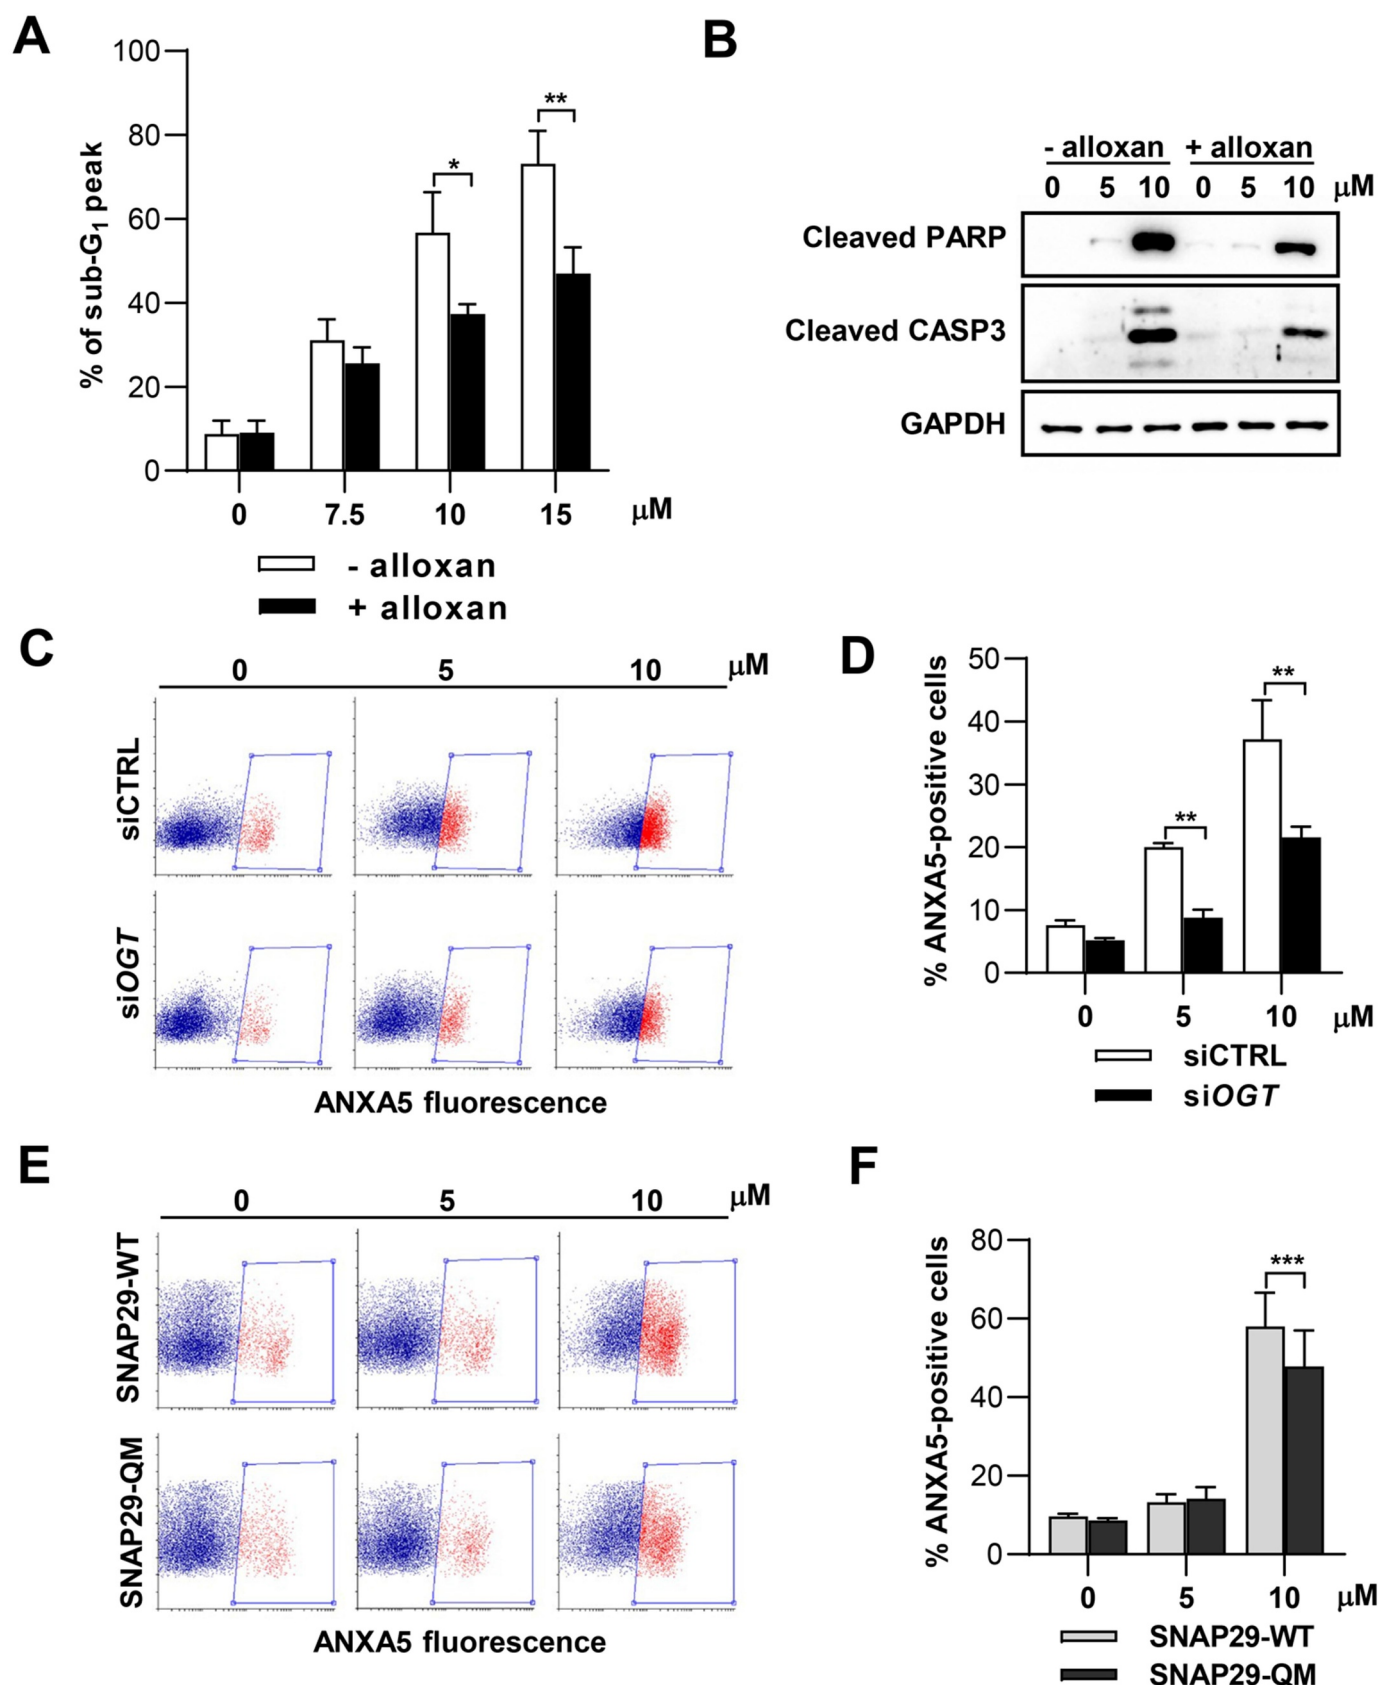 A
100
80
60
40
20
0
% of sub-G1 peak
*
**
0 7.5 10 15 μM
- alloxan
+ alloxan
B
- alloxan + alloxan
0 5 10 0 5 10 μM
Cleaved PARP
Cleaved CASP3
GAPDH
C
0 5 10 μM
siCTRL
siOGT
ANXA5 fluorescence
D
50
40
30
20
10
0
% ANXA5-positive cells
**
**
0 5 10 μM
siCTRL
siOGT
E
0 5 10 μM
SNAP29-WT
SNAP29-QM
ANXA5 fluorescence
F
80
60
40
20
0
% ANXA5-positive cells
***
0 5 10 μM
SNAP29-WT
SNAP29-QM